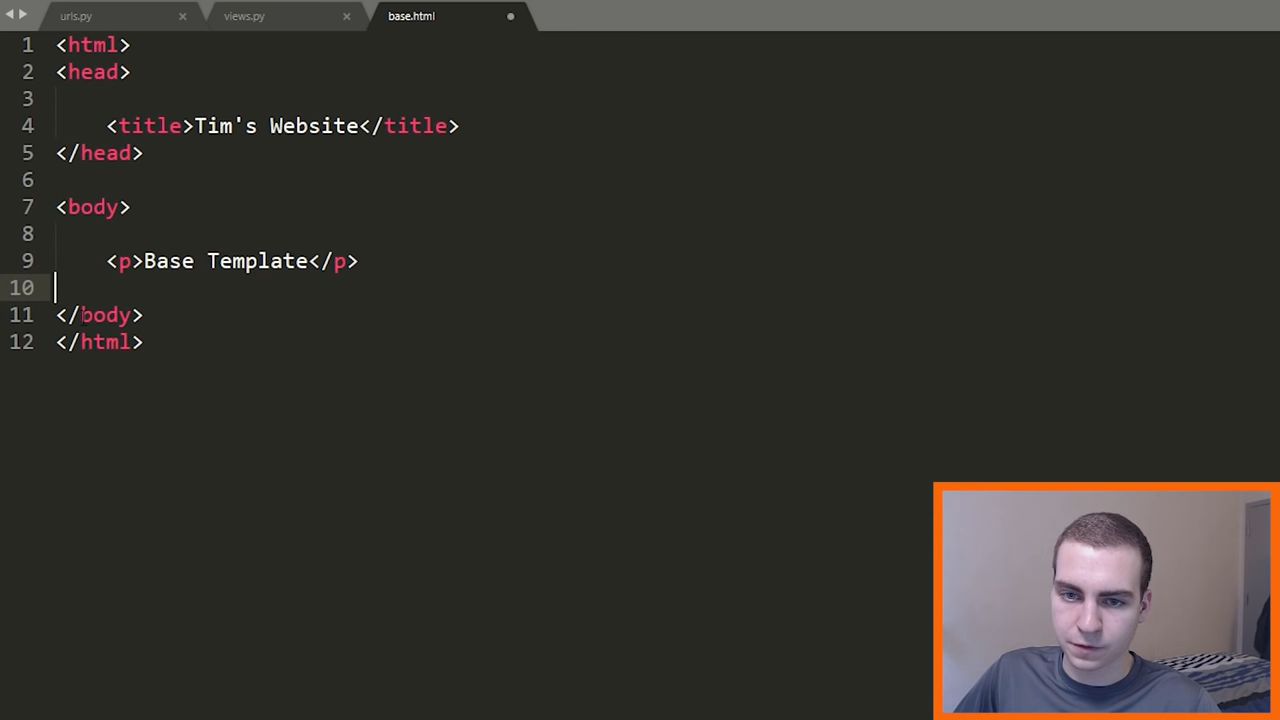 urls.py views.py base.html
1 <html>
2 <head>
3
4 <title>Tim's Website</title>
5 </head>
6
7 <body>
8
9 <p>Base Template</p>
10
11 </body>
12 </html>